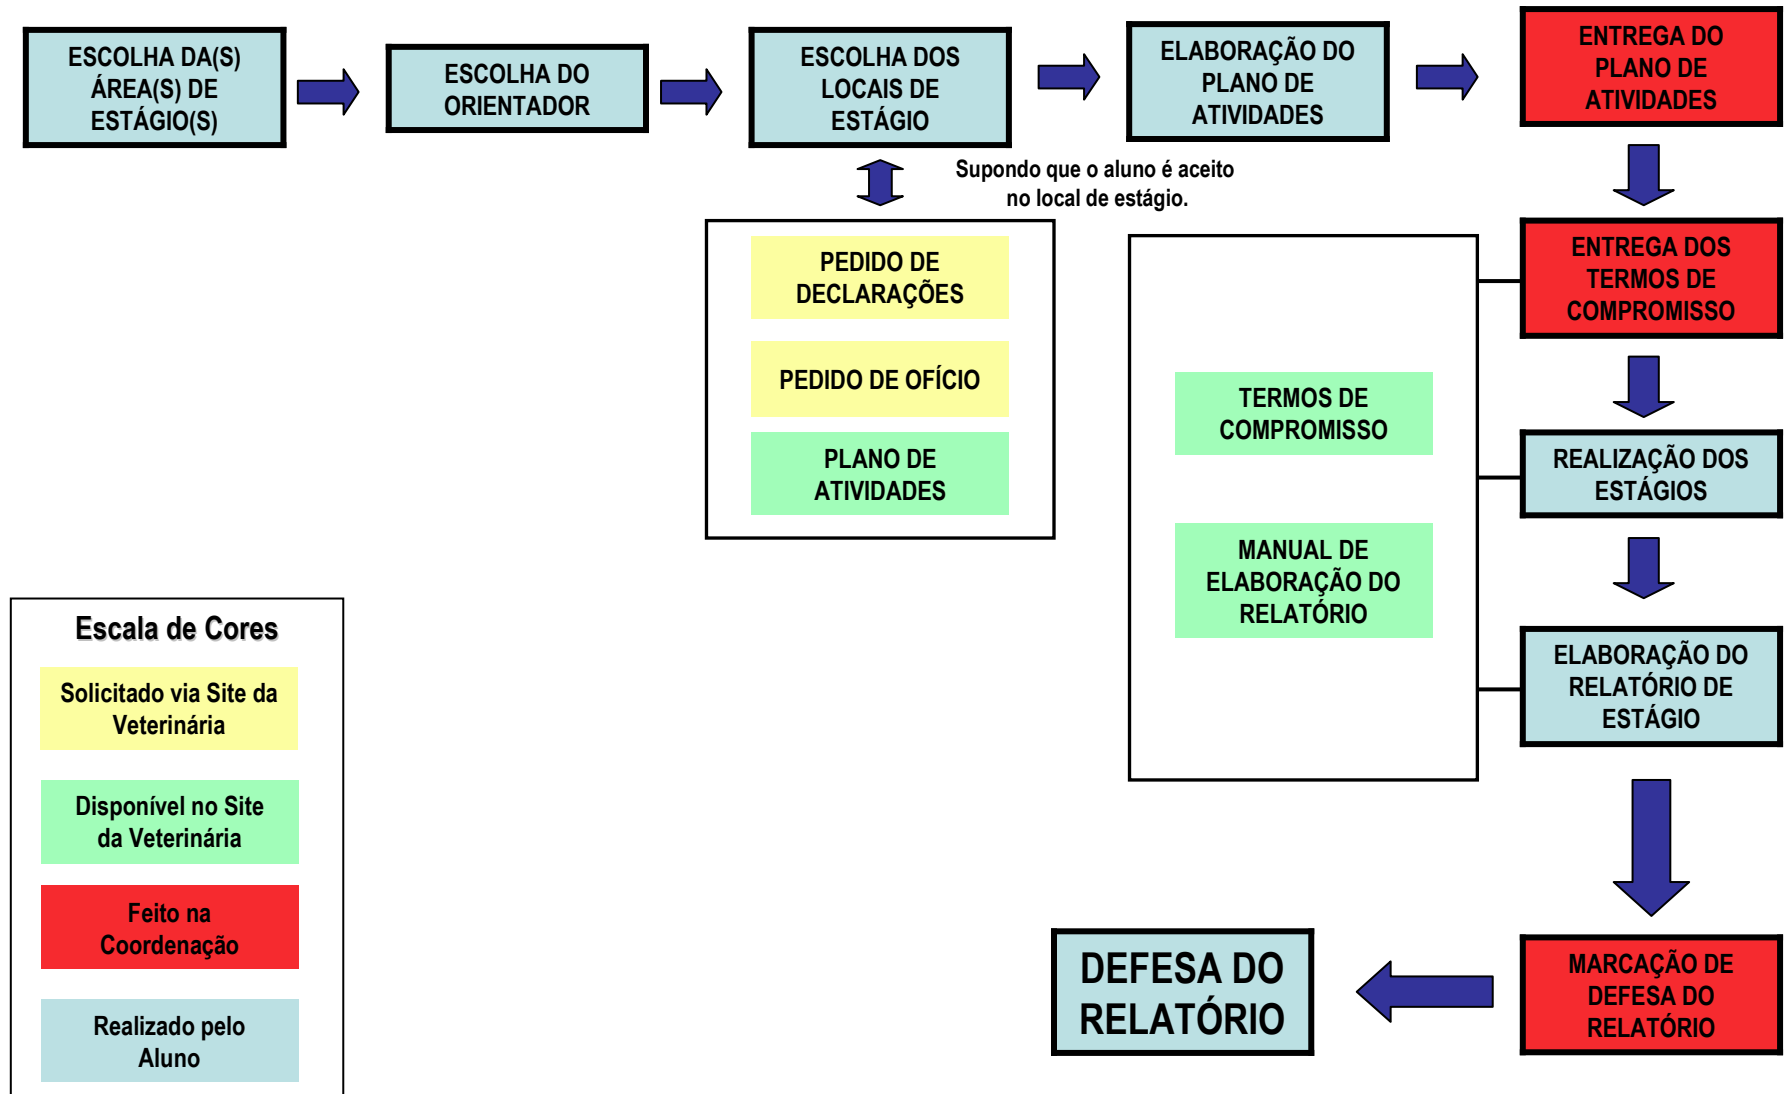 ESCOLHA DA(S)
ÁREA(S) DE
ESTÁGIO(S)
ESCOLHA DO
ORIENTADOR
ESCOLHA DOS
LOCAIS DE
ESTÁGIO
ELABORAÇÃO DO
PLANO DE
ATIVIDADES
ENTREGA DO
PLANO DE
ATIVIDADES
Supondo que o aluno é aceito
no local de estágio.
PEDIDO DE
DECLARAÇÕES
PEDIDO DE OFÍCIO
PLANO DE
ATIVIDADES
ENTREGA DOS
TERMOS DE
COMPROMISSO
TERMOS DE
COMPROMISSO
MANUAL DE
ELABORAÇÃO DO
RELATÓRIO
REALIZAÇÃO DOS
ESTÁGIOS
ELABORAÇÃO DO
RELATÓRIO DE
ESTÁGIO
MARCAÇÃO DE
DEFESA DO
RELATÓRIO
DEFESA DO
RELATÓRIO
Escala de Cores
Solicitado via Site da
Veterinária
Disponível no Site
da Veterinária
Feito na
Coordenação
Realizado pelo
Aluno